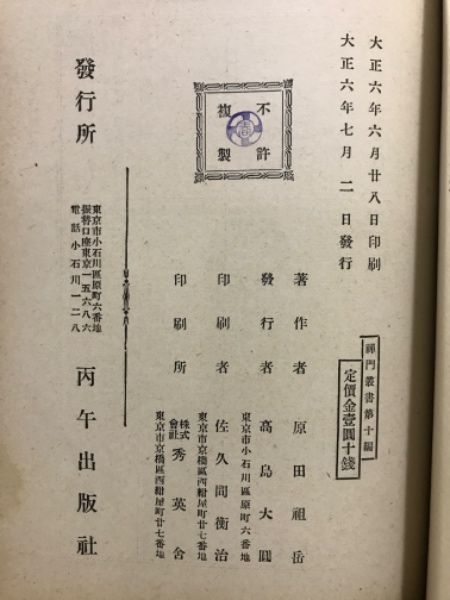 大正六年六月廿八日印刷
大正六年七月二日發行
禪門叢書第十編
定價金壹圓十錢
不許
複製
著作者 原田祖岳
發行者 高島大圓
東京市小石川區原町六番地
印刷者 佐久間衡治
東京市京橋區西紺屋町廿七番地
印刷所 株式會社 秀英舍
東京市京橋區西紺屋町廿七番地
發行所 丙午出版社
東京市小石川區原町六番地
振替口座東京一五六八六
電話小石川一二八